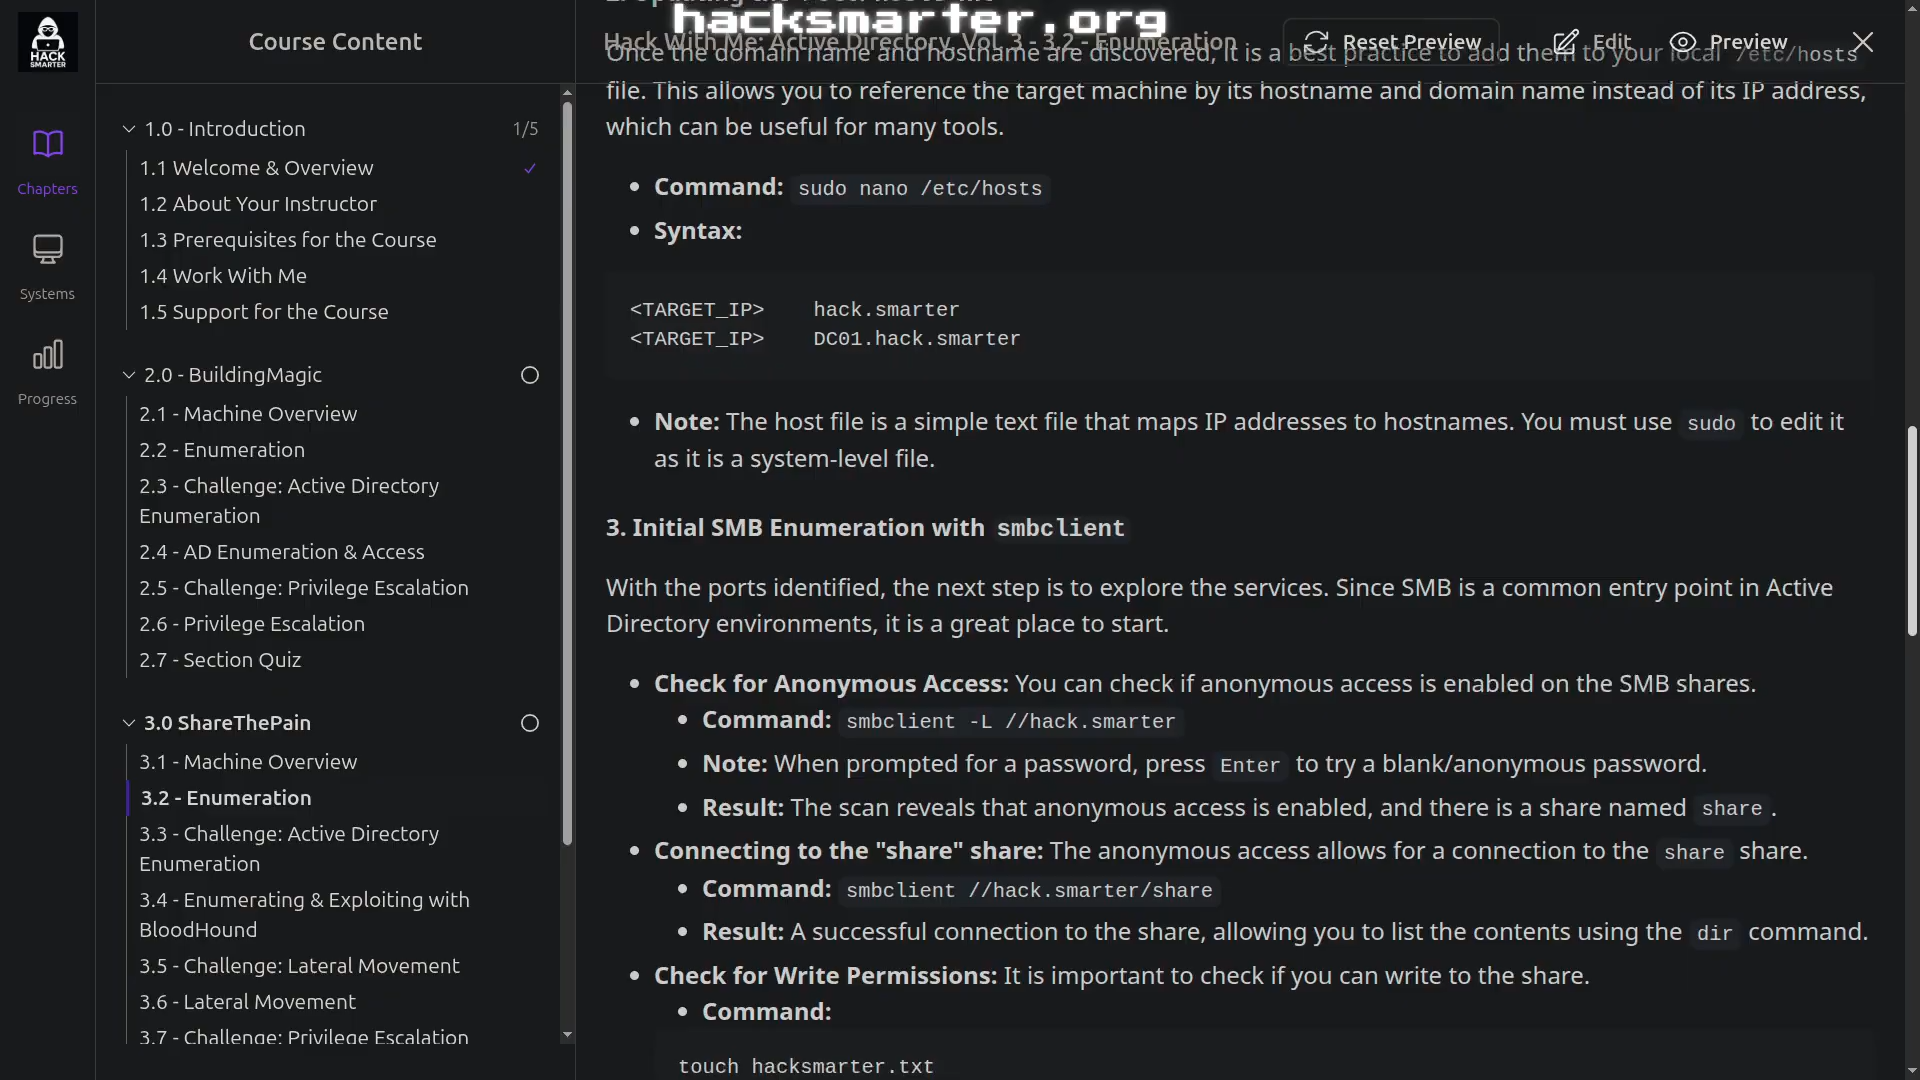 HACK
SMARTER
Chapters
Systems
Progress
Course Content
1.0 - Introduction 1/5
1.1 Welcome & Overview
1.2 About Your Instructor
1.3 Prerequisites for the Course
1.4 Work With Me
1.5 Support for the Course
2.0 - BuildingMagic
2.1 - Machine Overview
2.2 - Enumeration
2.3 - Challenge: Active Directory
Enumeration
2.4 - AD Enumeration & Access
2.5 - Challenge: Privilege Escalation
2.6 - Privilege Escalation
2.7 - Section Quiz
3.0 ShareThePain
3.1 - Machine Overview
3.2 - Enumeration
3.3 - Challenge: Active Directory
Enumeration
3.4 - Enumerating & Exploiting with
BloodHound
3.5 - Challenge: Lateral Movement
3.6 - Lateral Movement
3.7 - Challenge: Privilege Escalation
hacksmarter.org
Hack With Me: Active Directory, Vol. 3 - 3.2 - Enumeration
Reset Preview Edit Preview
Once the domain name and hostname are discovered, it is a best practice to add them to your local /etc/hosts
file. This allows you to reference the target machine by its hostname and domain name instead of its IP address,
which can be useful for many tools.
• Command: sudo nano /etc/hosts
• Syntax:
<TARGET_IP> hack.smarter
<TARGET_IP> DC01.hack.smarter
• Note: The host file is a simple text file that maps IP addresses to hostnames. You must use sudo to edit it
as it is a system-level file.
3. Initial SMB Enumeration with smbclient
With the ports identified, the next step is to explore the services. Since SMB is a common entry point in Active
Directory environments, it is a great place to start.
• Check for Anonymous Access: You can check if anonymous access is enabled on the SMB shares.
• Command: smbclient -L //hack.smarter
• Note: When prompted for a password, press Enter to try a blank/anonymous password.
• Result: The scan reveals that anonymous access is enabled, and there is a share named share.
• Connecting to the "share" share: The anonymous access allows for a connection to the share share.
• Command: smbclient //hack.smarter/share
• Result: A successful connection to the share, allowing you to list the contents using the dir command.
• Check for Write Permissions: It is important to check if you can write to the share.
• Command:
touch hacksmarter.txt